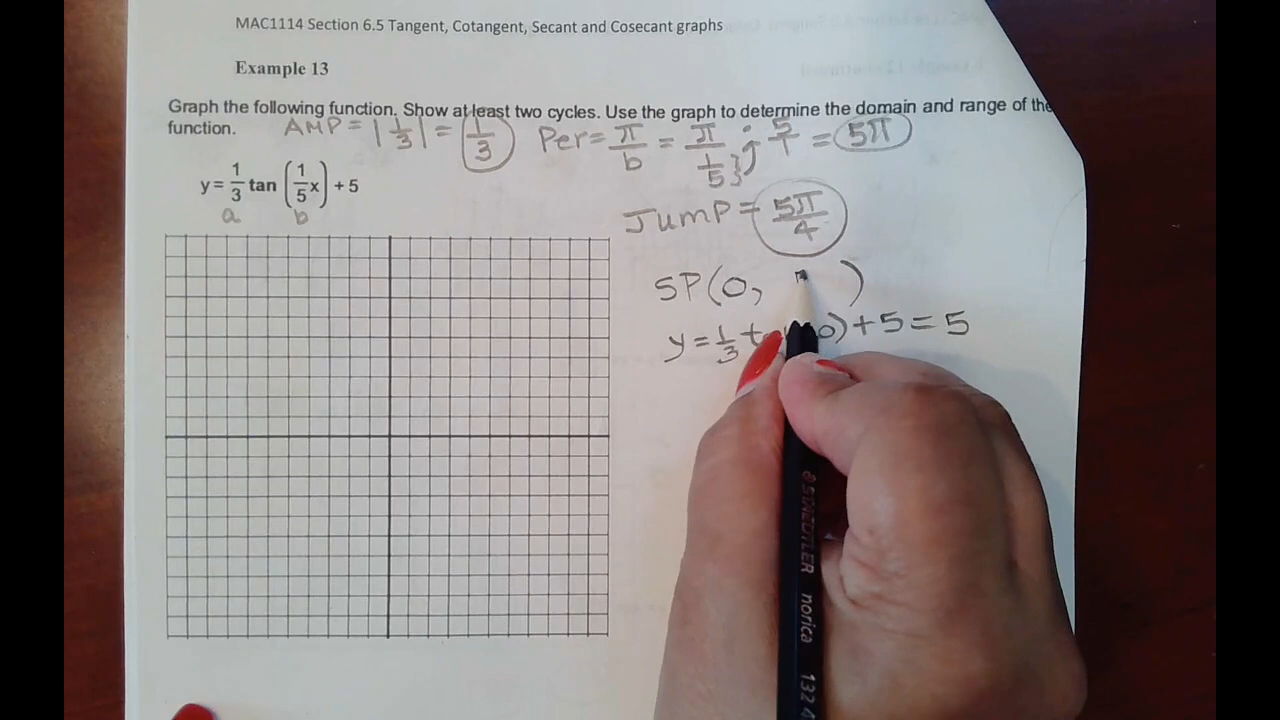 MAC1114 Section 6.5 Tangent, Cotangent, Secant and Cosecant graphs
Example 13
Graph the following function. Show at least two cycles. Use the graph to determine the domain and range of the
function.
AMP = |1/3| = 1/3 Per = π/b = π/(1/5) ; 5/1 = 5π
y = 1/3 tan (1/5 x) + 5
a b
Jump = 5π/4
SP(0, )
y = 1/3 t 0) + 5 = 5
STAEDTLER norica 132